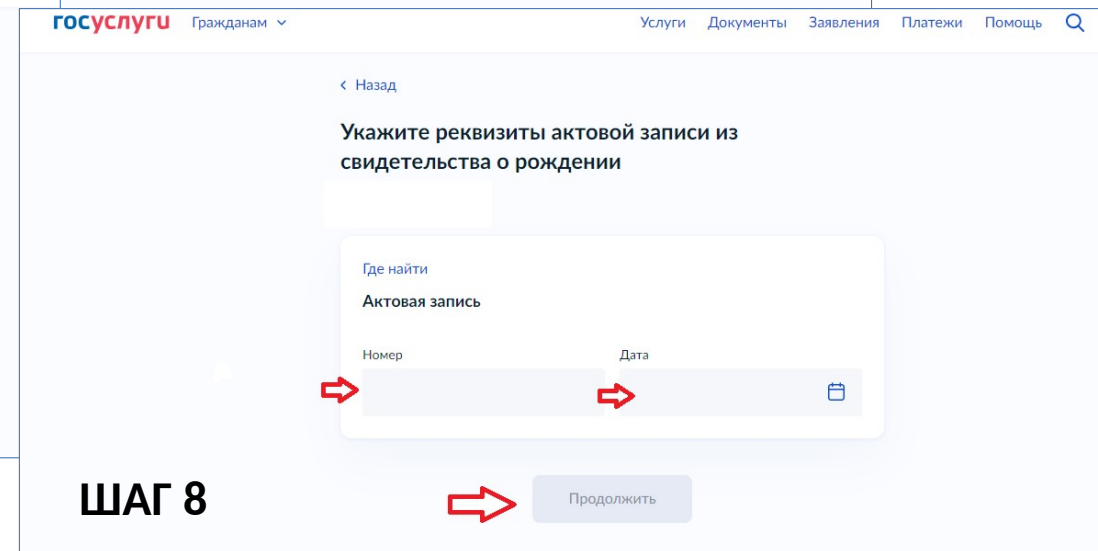 госуслуги Гражданам Услуги Документы Заявления Платежи Помощь
Назад
Укажите реквизиты актовой записи из
свидетельства о рождении
Где найти
Актовая запись
Номер Дата
ШАГ 8
Продолжить